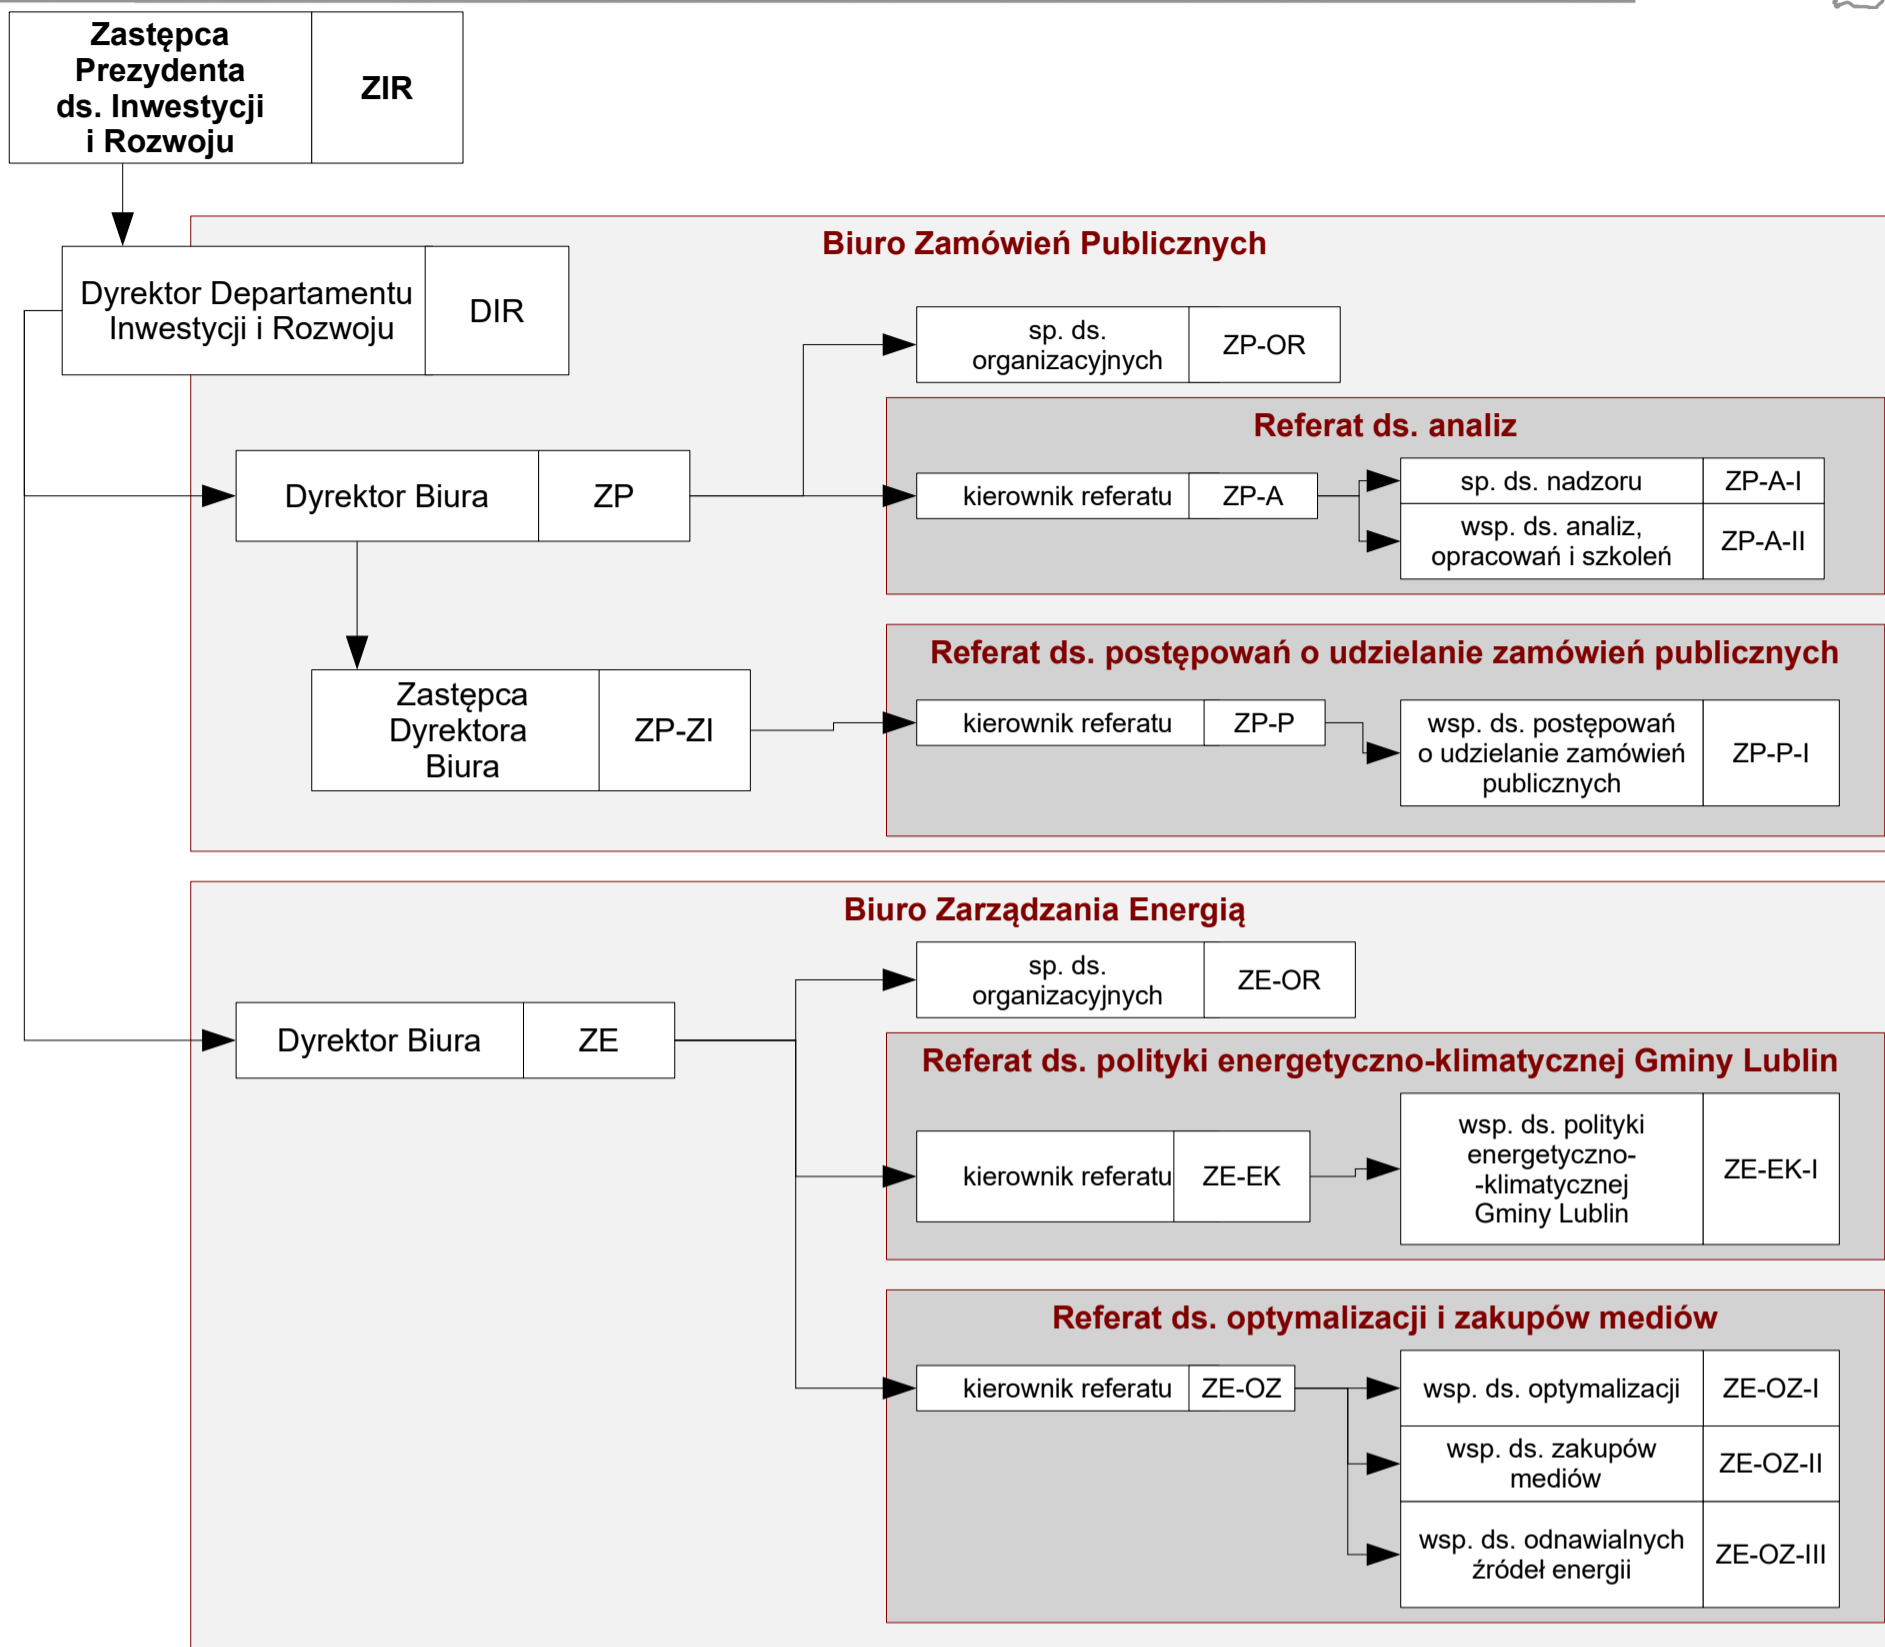 Zastępca
Prezydenta
ds. Inwestycji
i Rozwoju
ZIR
Biuro Zamówień Publicznych
Dyrektor Departamentu
Inwestycji i Rozwoju
DIR
sp. ds.
organizacyjnych
ZP-OR
Referat ds. analiz
Dyrektor Biura
ZP
kierownik referatu
ZP-A
sp. ds. nadzoru
ZP-A-I
wsp. ds. analiz,
opracowań i szkoleń
ZP-A-II
Referat ds. postępowań o udzielanie zamówień publicznych
Zastępca
Dyrektora
Biura
ZP-ZI
kierownik referatu
ZP-P
wsp. ds. postępowań
o udzielanie zamówień
publicznych
ZP-P-I
Biuro Zarządzania Energią
sp. ds.
organizacyjnych
ZE-OR
Dyrektor Biura
ZE
Referat ds. polityki energetyczno-klimatycznej Gminy Lublin
kierownik referatu
ZE-EK
wsp. ds. polityki
energetyczno-
-klimatycznej
Gminy Lublin
ZE-EK-I
Referat ds. optymalizacji i zakupów mediów
kierownik referatu
ZE-OZ
wsp. ds. optymalizacji
ZE-OZ-I
wsp. ds. zakupów
mediów
ZE-OZ-II
wsp. ds. odnawialnych
źródeł energii
ZE-OZ-III